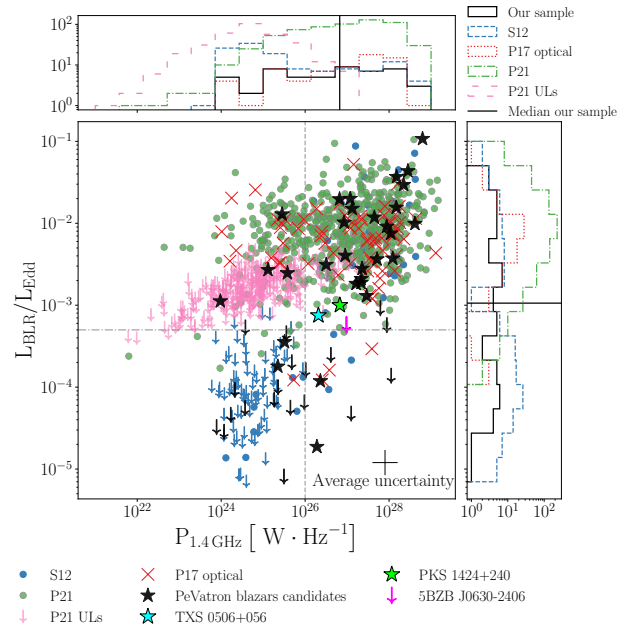 10²
10¹
10⁰
Our sample
S12
P17 optical
P21
P21 ULs
Median our sample
10⁻¹
10⁻²
10⁻³
10⁻⁴
10⁻⁵
L_BLR/L_Edd
Average uncertainty
10²² 10²⁴ 10²⁶ 10²⁸
P_1.4 GHz [ W · Hz⁻¹]
10⁰ 10¹ 10²
S12
P21
P21 ULs
P17 optical
PeVatron blazars candidates
TXS 0506+056
PKS 1424+240
5BZB J0630-2406